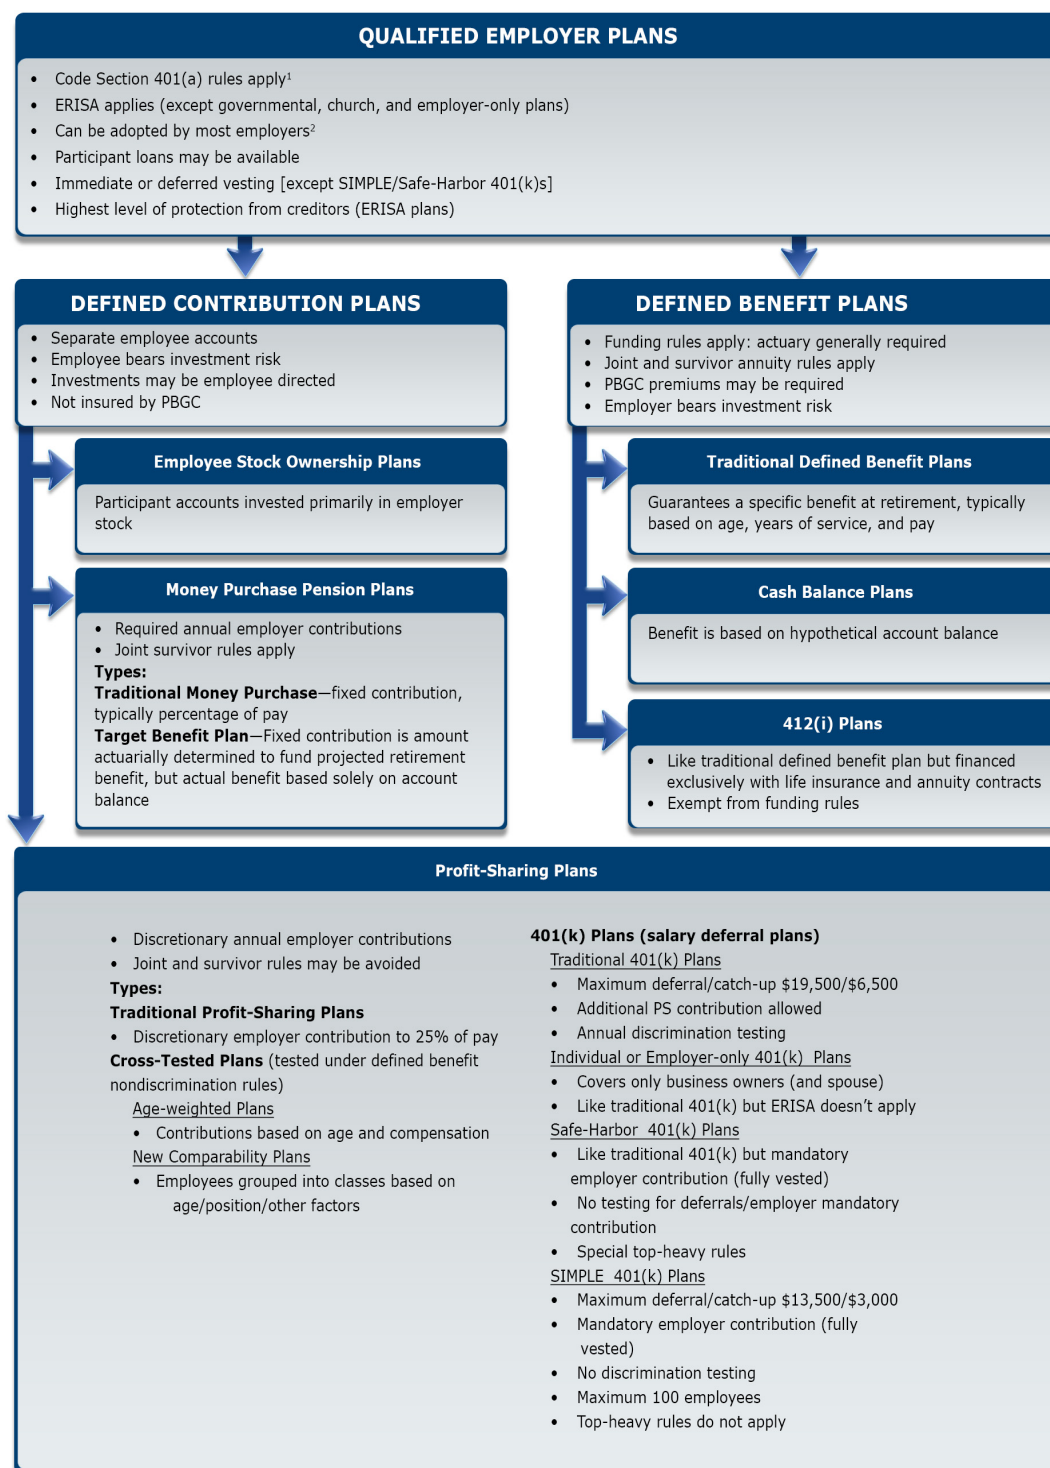 QUALIFIED EMPLOYER PLANS
• Code Section 401(a) rules apply¹
• ERISA applies (except governmental, church, and employer-only plans)
• Can be adopted by most employers²
• Participant loans may be available
• Immediate or deferred vesting [except SIMPLE/Safe-Harbor 401(k)s]
• Highest level of protection from creditors (ERISA plans)
DEFINED CONTRIBUTION PLANS
• Separate employee accounts
• Employee bears investment risk
• Investments may be employee directed
• Not insured by PBGC
Employee Stock Ownership Plans
Participant accounts invested primarily in employer
stock
Money Purchase Pension Plans
• Required annual employer contributions
• Joint survivor rules apply
Types:
Traditional Money Purchase—fixed contribution,
typically percentage of pay
Target Benefit Plan—Fixed contribution is amount
actuarially determined to fund projected retirement
benefit, but actual benefit based solely on account
balance
DEFINED BENEFIT PLANS
• Funding rules apply: actuary generally required
• Joint and survivor annuity rules apply
• PBGC premiums may be required
• Employer bears investment risk
Traditional Defined Benefit Plans
Guarantees a specific benefit at retirement, typically
based on age, years of service, and pay
Cash Balance Plans
Benefit is based on hypothetical account balance
412(i) Plans
• Like traditional defined benefit plan but financed
exclusively with life insurance and annuity contracts
• Exempt from funding rules
Profit-Sharing Plans
• Discretionary annual employer contributions
• Joint and survivor rules may be avoided
Types:
Traditional Profit-Sharing Plans
• Discretionary employer contribution to 25% of pay
Cross-Tested Plans (tested under defined benefit
nondiscrimination rules)
Age-weighted Plans
• Contributions based on age and compensation
New Comparability Plans
• Employees grouped into classes based on
age/position/other factors
401(k) Plans (salary deferral plans)
Traditional 401(k) Plans
• Maximum deferral/catch-up $19,500/$6,500
• Additional PS contribution allowed
• Annual discrimination testing
Individual or Employer-only 401(k) Plans
• Covers only business owners (and spouse)
• Like traditional 401(k) but ERISA doesn't apply
Safe-Harbor 401(k) Plans
• Like traditional 401(k) but mandatory
employer contribution (fully vested)
• No testing for deferrals/employer mandatory
contribution
• Special top-heavy rules
SIMPLE 401(k) Plans
• Maximum deferral/catch-up $13,500/$3,000
• Mandatory employer contribution (fully
vested)
• No discrimination testing
• Maximum 100 employees
• Top-heavy rules do not apply